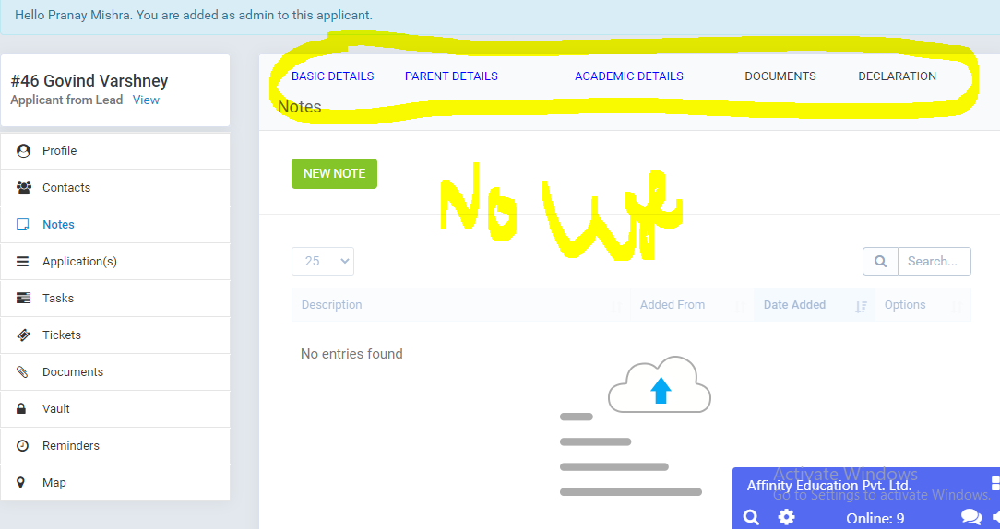 Hello Pranay Mishra. You are added as admin to this applicant.
#46 Govind Varshney
Applicant from Lead - View
Profile
Contacts
Notes
Application(s)
Tasks
Tickets
Documents
Vault
Reminders
Map
BASIC DETAILS PARENT DETAILS ACADEMIC DETAILS DOCUMENTS DECLARATION
Notes
NEW NOTE
No
25
Search...
Description Added From Date Added Options
No entries found
Activate Windows
Go to Settings to activate Windows.
Affinity Education Pvt. Ltd.
Online: 9